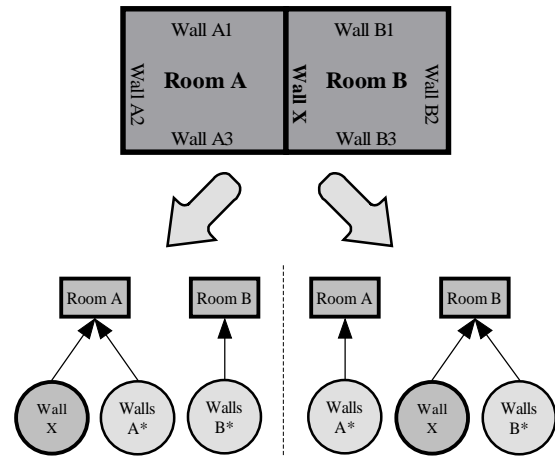 Wall A1
Wall B1
Wall A2
Room A
Wall X
Room B
Wall B2
Wall A3
Wall B3
Room A
Room B
Room A
Room B
Wall
X
Walls
A*
Walls
B*
Walls
A*
Wall
X
Walls
B*